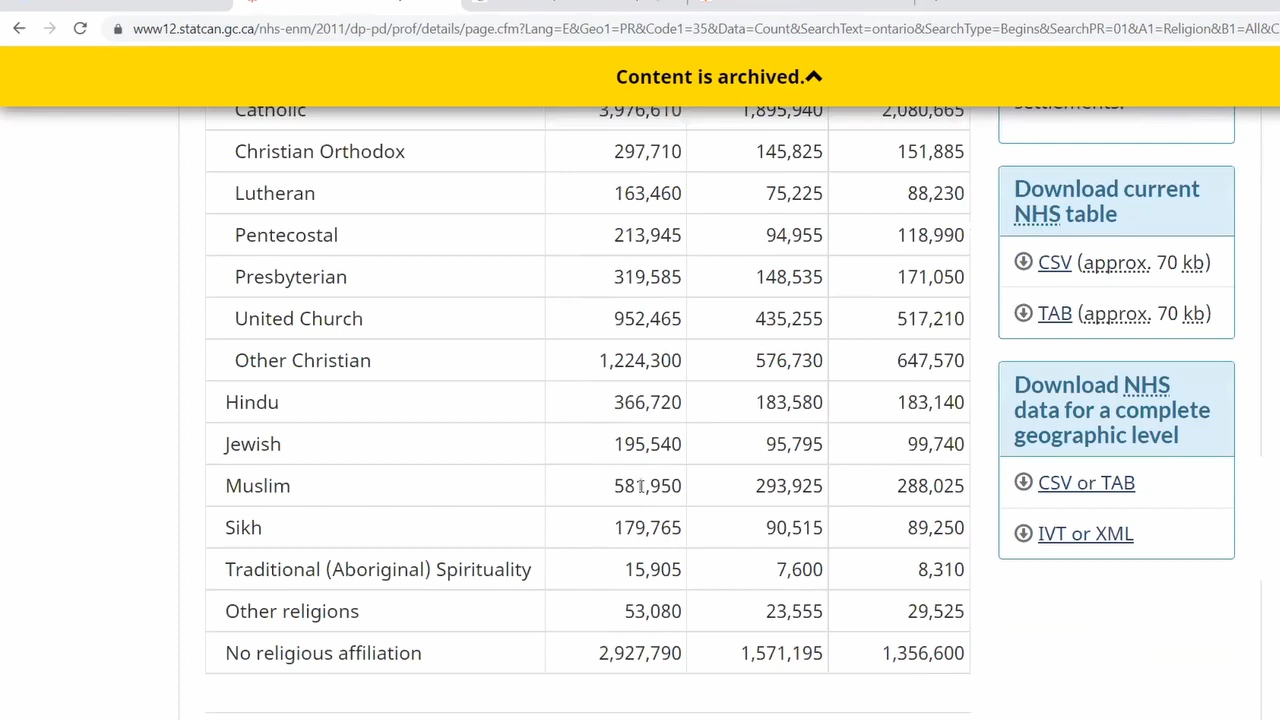 www12.statcan.gc.ca/nhs-enm/2011/dp-pd/prof/details/page.cfm?Lang=E&Geo1=PR&Code1=35&Data=Count&SearchText=ontario&SearchType=Begins&SearchPR=01&A1=Religion&B1=All&C
Content is archived.
Catholic 3,976,610 1,895,940 2,080,665
Christian Orthodox 297,710 145,825 151,885
Lutheran 163,460 75,225 88,230
Pentecostal 213,945 94,955 118,990
Presbyterian 319,585 148,535 171,050
United Church 952,465 435,255 517,210
Other Christian 1,224,300 576,730 647,570
Hindu 366,720 183,580 183,140
Jewish 195,540 95,795 99,740
Muslim 581,950 293,925 288,025
Sikh 179,765 90,515 89,250
Traditional (Aboriginal) Spirituality 15,905 7,600 8,310
Other religions 53,080 23,555 29,525
No religious affiliation 2,927,790 1,571,195 1,356,600
settlements.
Download current
NHS table
CSV (approx. 70 kb)
TAB (approx. 70 kb)
Download NHS
data for a complete
geographic level
CSV or TAB
IVT or XML